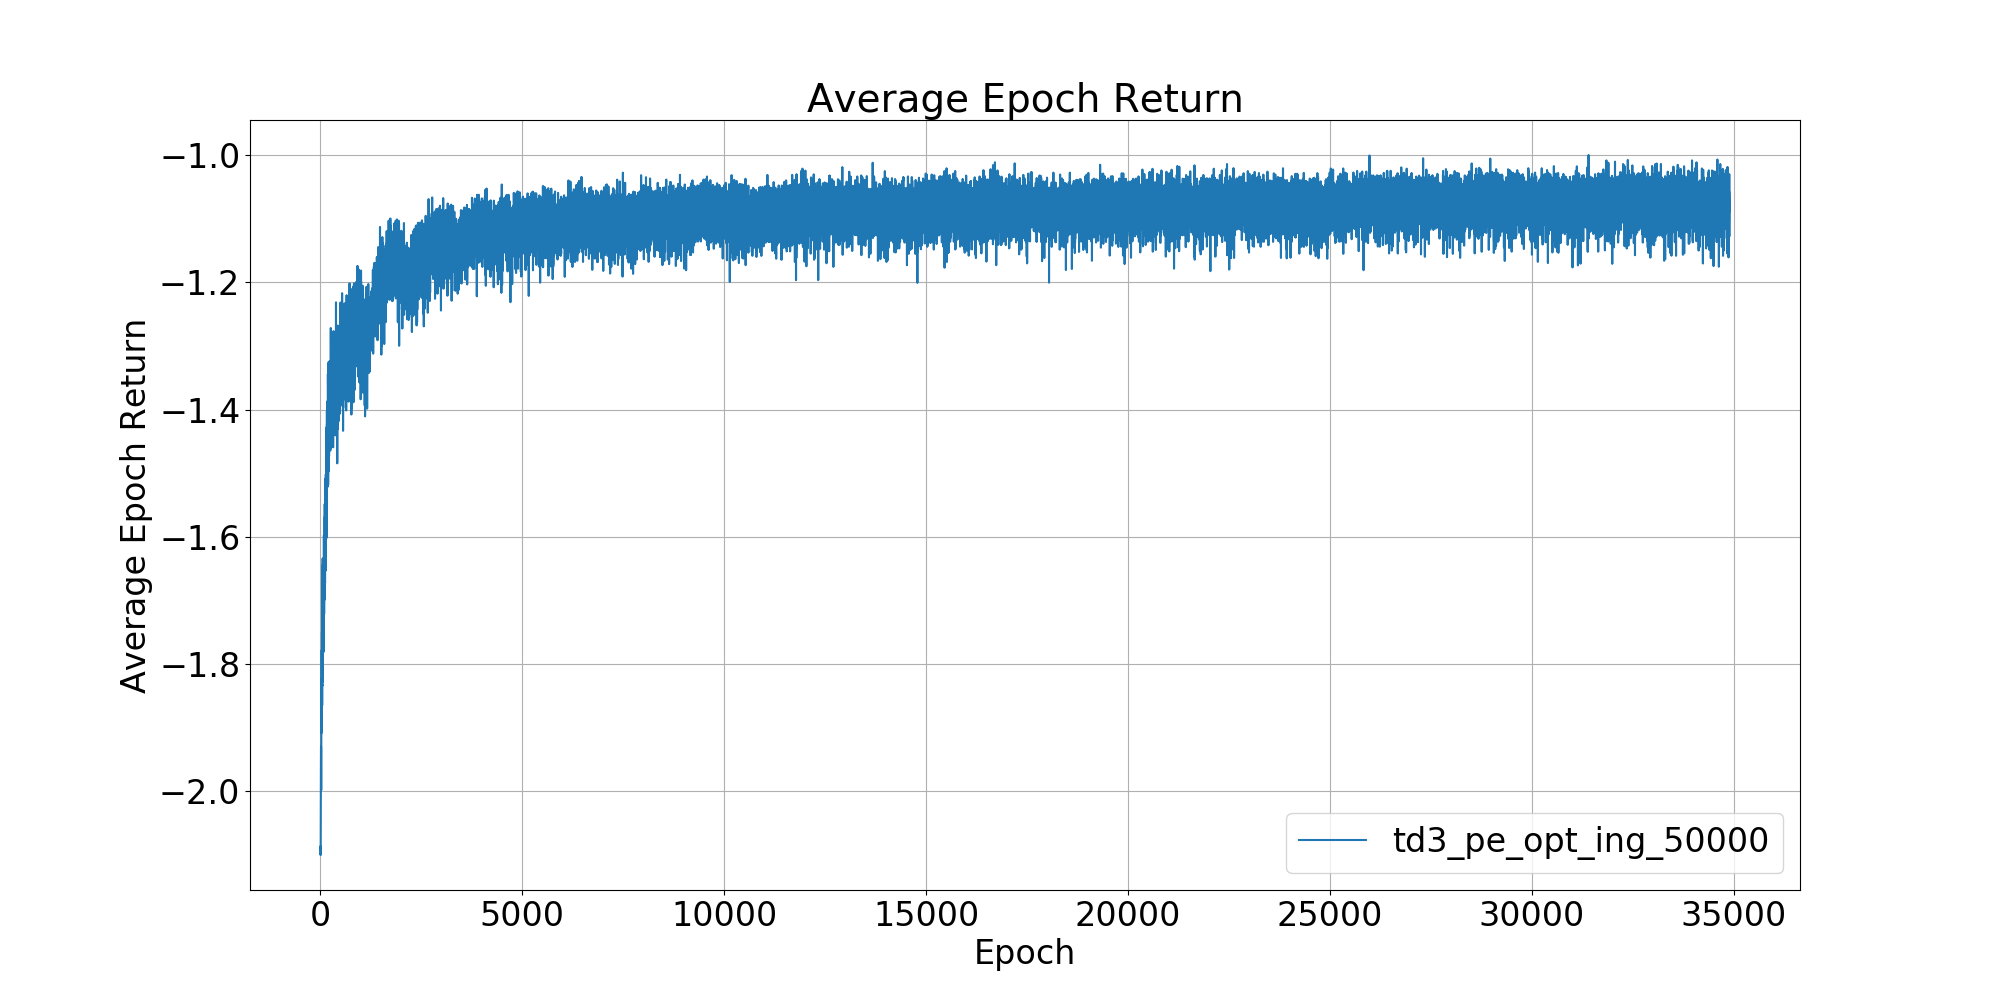 Average Epoch Return
Average Epoch Return
−1.0
−1.2
−1.4
−1.6
−1.8
−2.0
td3_pe_opt_ing_50000
0 5000 10000 15000 20000 25000 30000 35000
Epoch